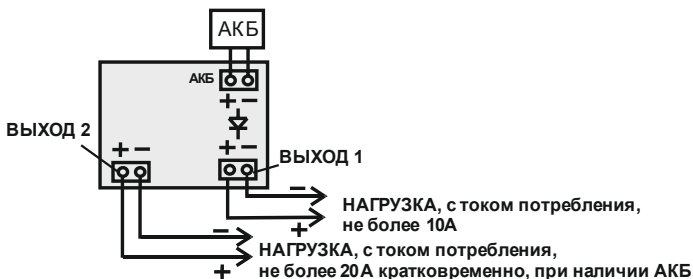 АКБ
АКБ
+ −
+ −
ВЫХОД 2
+ −
ВЫХОД 1
−
НАГРУЗКА, с током потребления,
+
не более 10А
−
НАГРУЗКА, с током потребления,
+
не более 20А кратковременно, при наличии АКБ